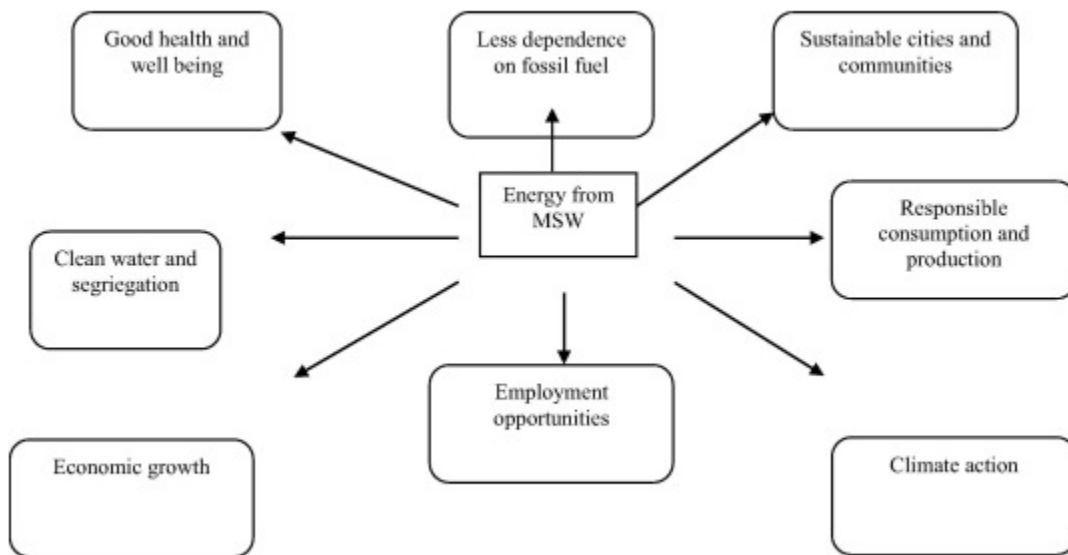 Good health and
well being
Less dependence
on fossil fuel
Sustainable cities and
communities
Energy from
MSW
Responsible
consumption and
production
Clean water and
segriegation
Employment
opportunities
Economic growth
Climate action